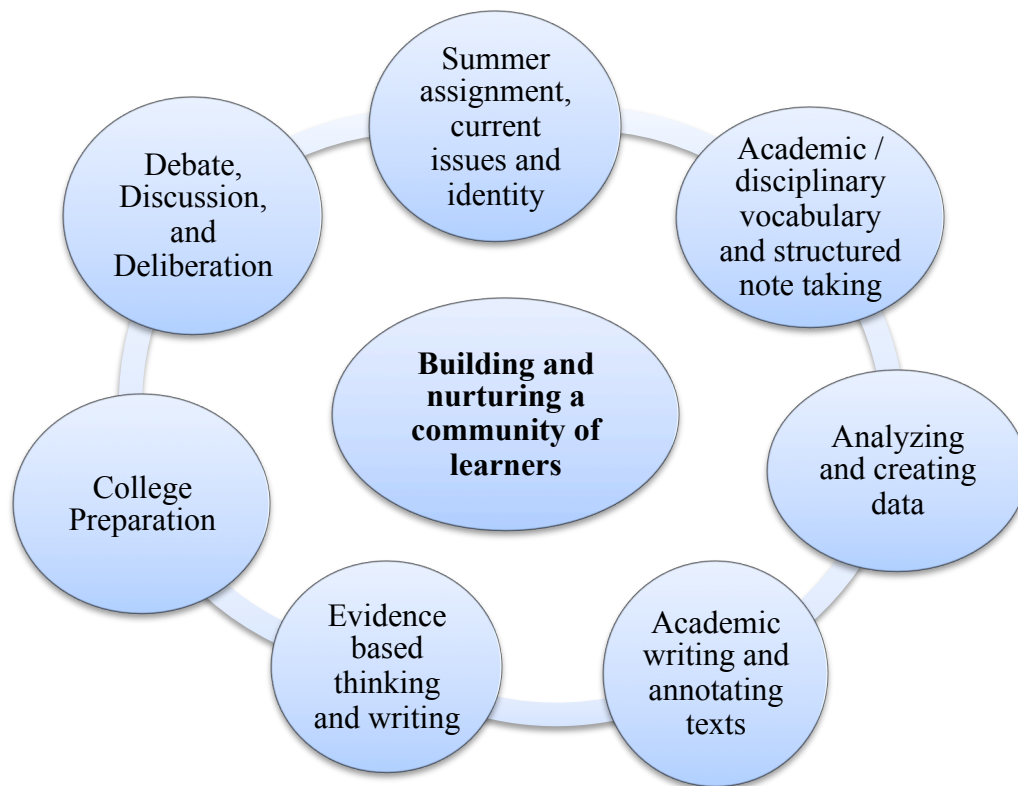 Summer
assignment,
current
issues and
identity
Academic /
disciplinary
vocabulary
and structured
note taking
Analyzing
and creating
data
Academic
writing and
annotating
texts
Evidence
based
thinking
and writing
College
Preparation
Debate,
Discussion,
and
Deliberation
Building and
nurturing a
community of
learners